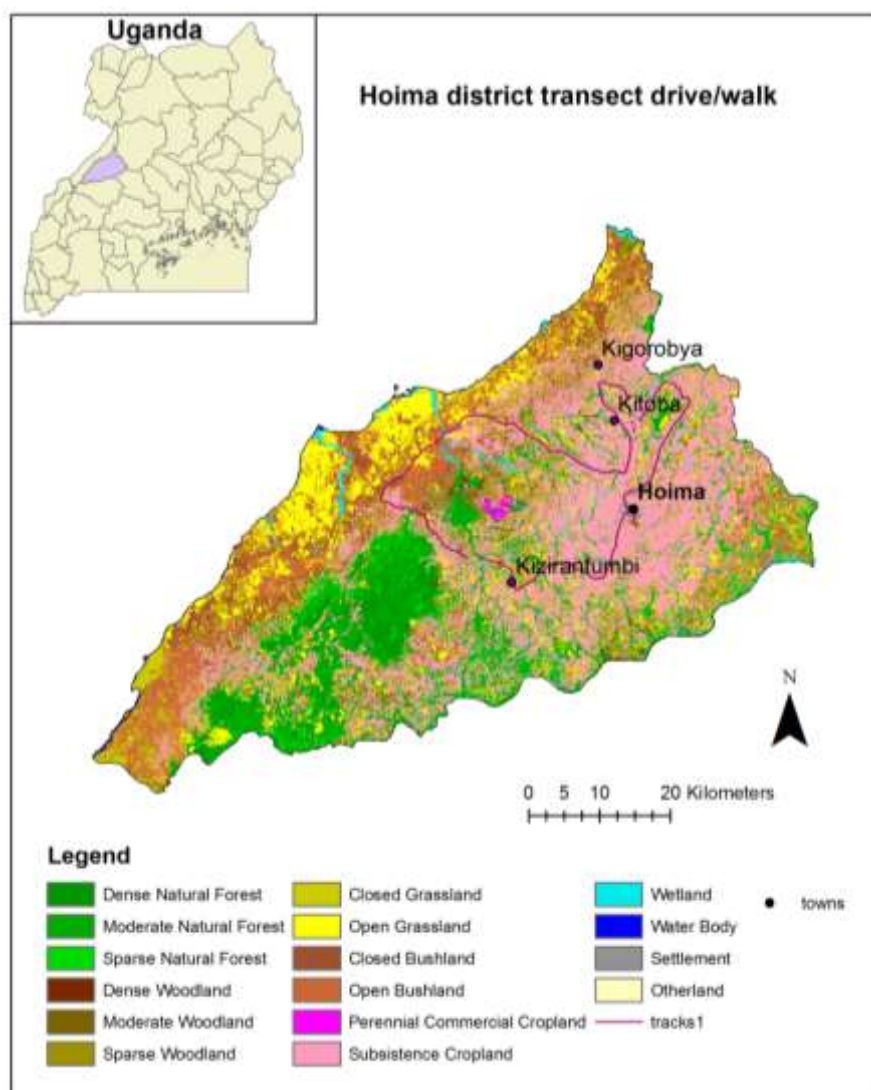 Uganda
Hoima district transect drive/walk
Kigorobya
Kitoba
Hoima
Kiziranfumbi
N
0 5 10 20 Kilometers
Legend
Dense Natural Forest
Moderate Natural Forest
Sparse Natural Forest
Dense Woodland
Moderate Woodland
Sparse Woodland
Closed Grassland
Open Grassland
Closed Bushland
Open Bushland
Perennial Commercial Cropland
Subsistence Cropland
Wetland
Water Body
Settlement
Otherland
tracks1
towns